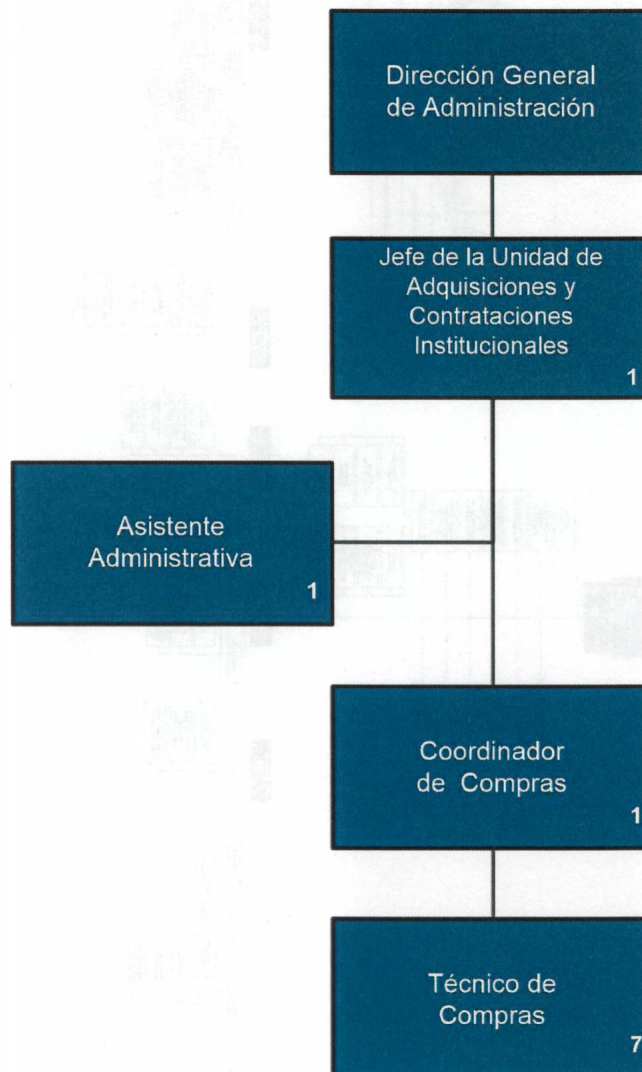 Dirección General
de Administración
Jefe de la Unidad de
Adquisiciones y
Contrataciones
Institucionales
1
Asistente
Administrativa
1
Coordinador
de Compras
1
Técnico de
Compras
7